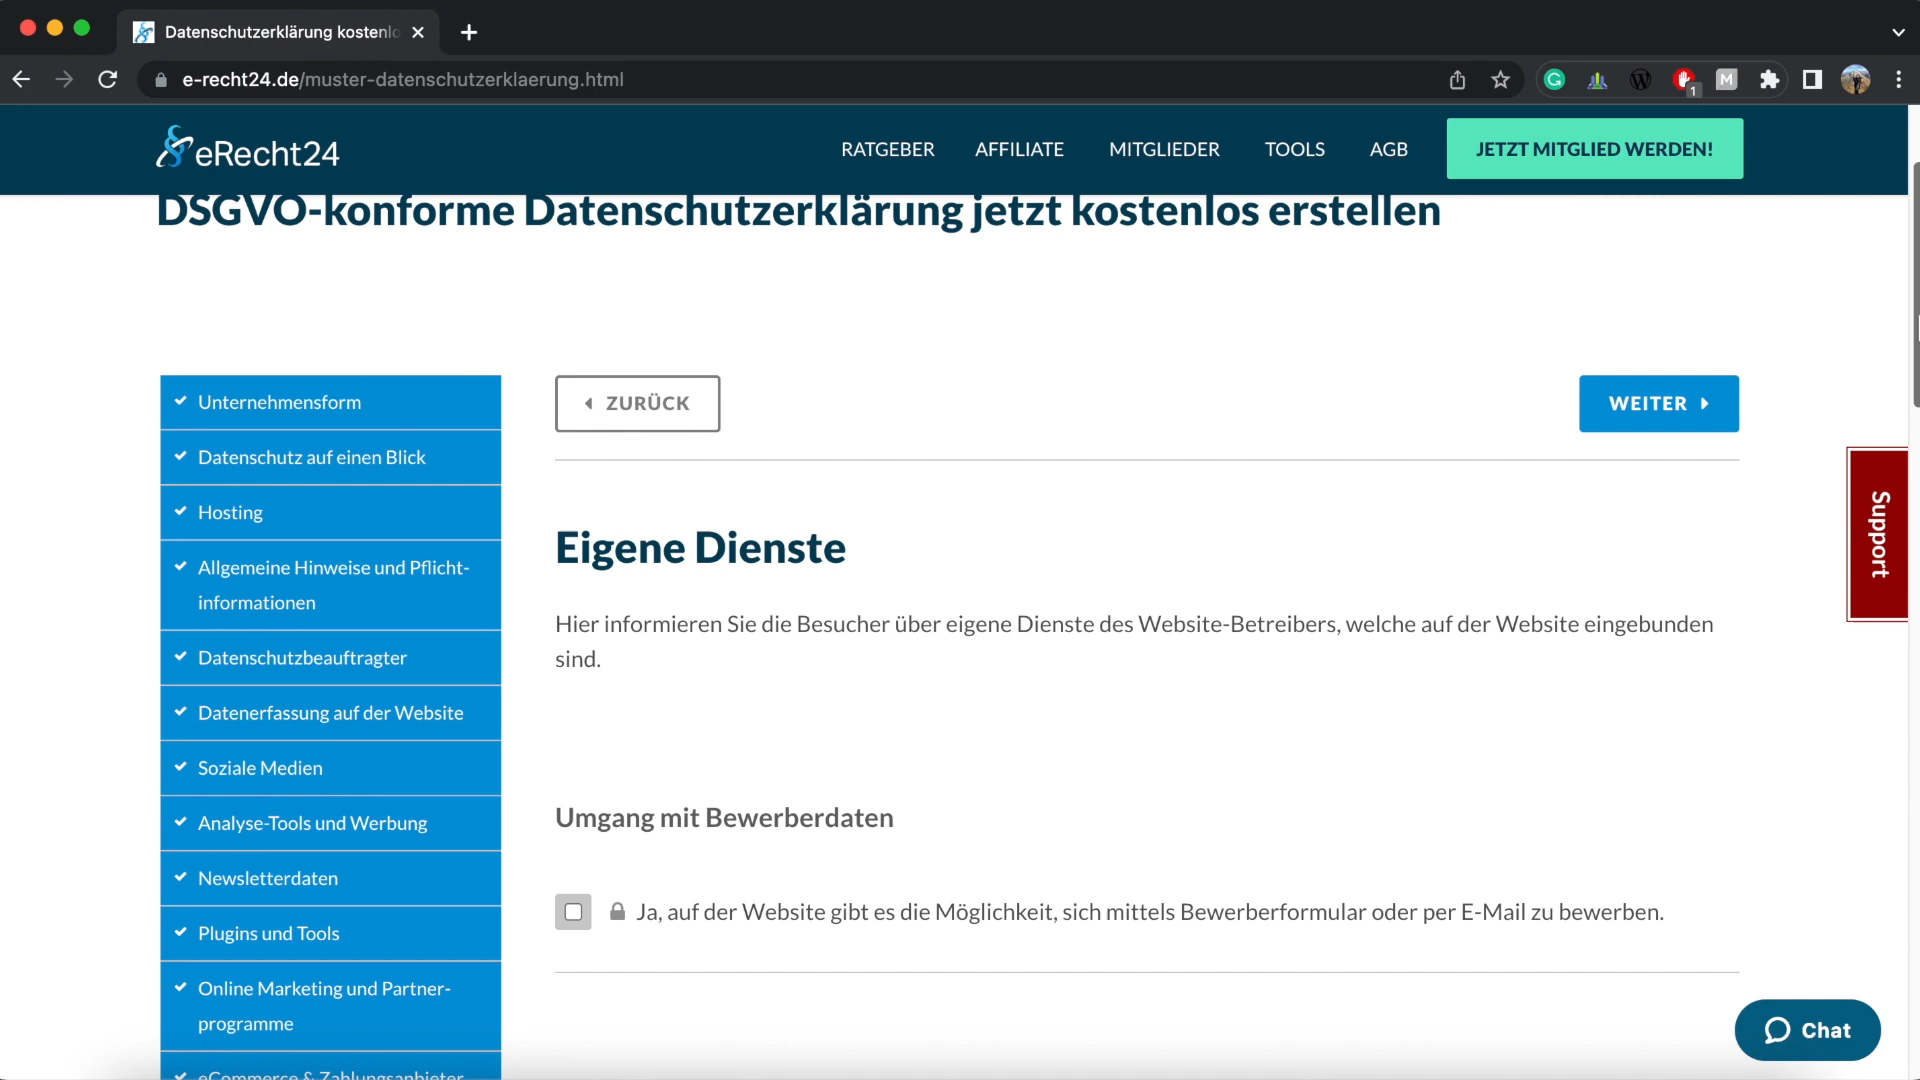 Datenschutzerklärung kostenlo
e-recht24.de/muster-datenschutzerklaerung.html
G
1
M
eRecht24
RATGEBER
AFFILIATE
MITGLIEDER
TOOLS
AGB
JETZT MITGLIED WERDEN!
DSGVO-konforme Datenschutzerklärung jetzt kostenlos erstellen
Unternehmensform
Datenschutz auf einen Blick
Hosting
Allgemeine Hinweise und Pflicht-
informationen
Datenschutzbeauftragter
Datenerfassung auf der Website
Soziale Medien
Analyse-Tools und Werbung
Newsletterdaten
Plugins und Tools
Online Marketing und Partner-
programme
eCommerce & Zahlungsanbieter
ZURÜCK
WEITER
Eigene Dienste
Hier informieren Sie die Besucher über eigene Dienste des Website-Betreibers, welche auf der Website eingebunden
sind.
Umgang mit Bewerberdaten
Ja, auf der Website gibt es die Möglichkeit, sich mittels Bewerberformular oder per E-Mail zu bewerben.
Support
Chat